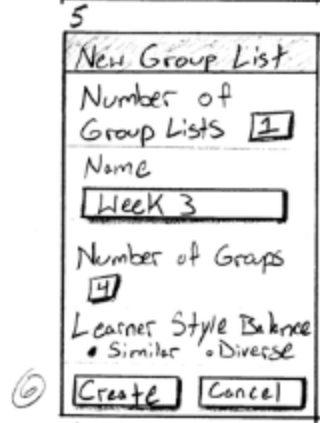 5
New Group List
Number of
Group Lists 1
Name
Week 3
Number of Groups
4
Learner Style Balance
• Similar ∘ Diverse
6 Create Cancel